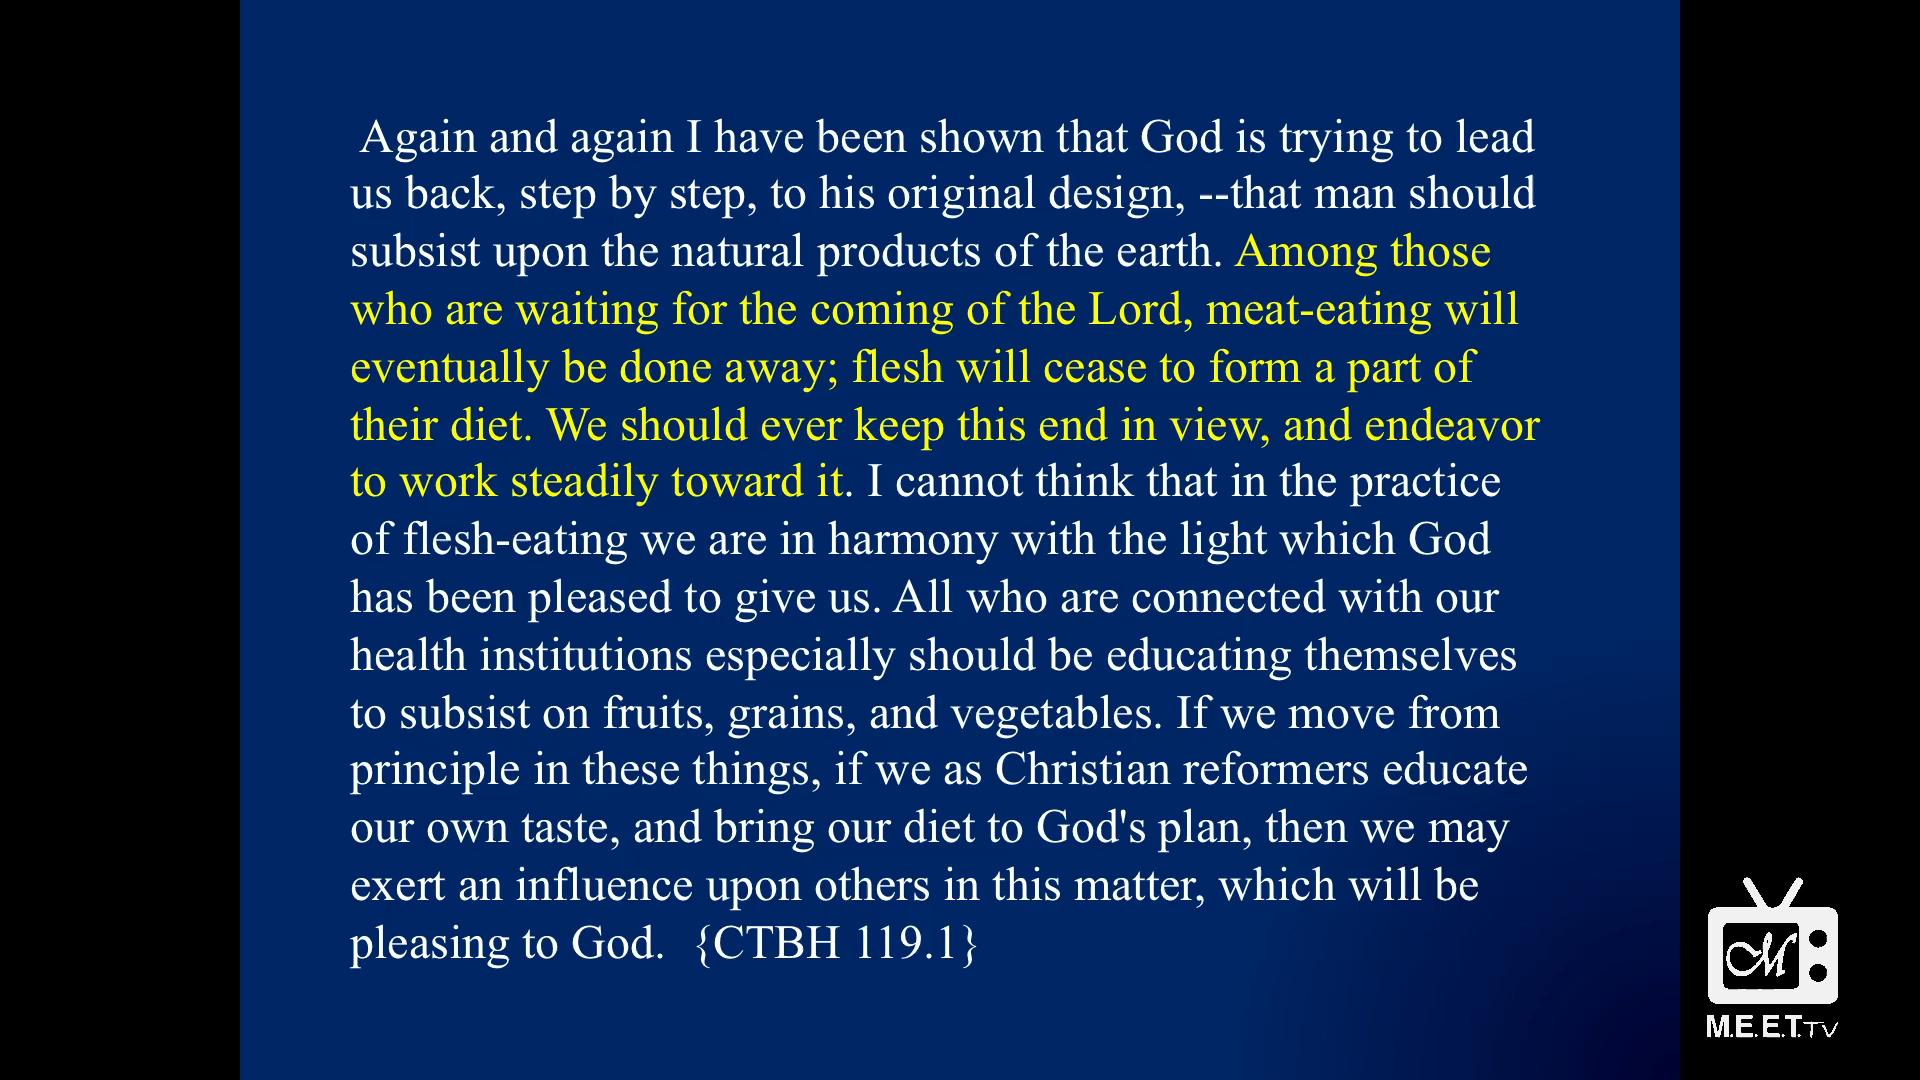 Again and again I have been shown that God is trying to lead
us back, step by step, to his original design, --that man should
subsist upon the natural products of the earth. Among those
who are waiting for the coming of the Lord, meat-eating will
eventually be done away; flesh will cease to form a part of
their diet. We should ever keep this end in view, and endeavor
to work steadily toward it. I cannot think that in the practice
of flesh-eating we are in harmony with the light which God
has been pleased to give us. All who are connected with our
health institutions especially should be educating themselves
to subsist on fruits, grains, and vegetables. If we move from
principle in these things, if we as Christian reformers educate
our own taste, and bring our diet to God's plan, then we may
exert an influence upon others in this matter, which will be
pleasing to God. {CTBH 119.1}
M
M.E.E.T.TV